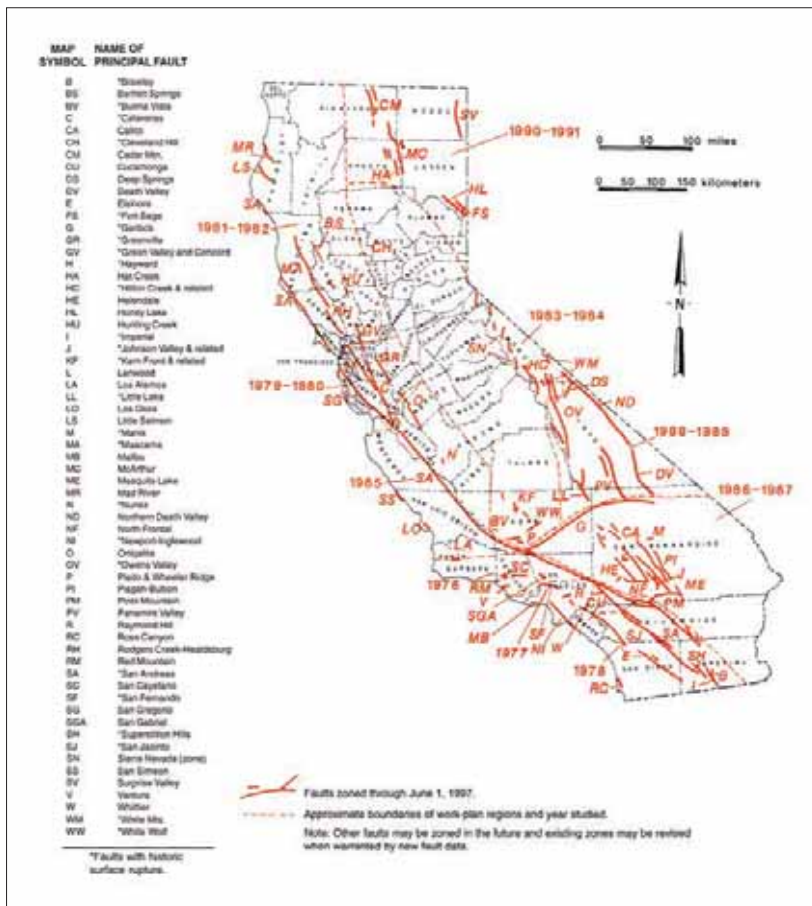 MAP NAME OF
SYMBOL PRINCIPAL FAULT
B *Brawley
BS Bartlett Springs
BV *Buena Vista
C *Calaveras
CA Calico
CH *Cleveland Hill
CM Cedar Mtn.
CU Cucamonga
DS Deep Springs
DV Death Valley
E Elsinore
FS *Fort Sage
G *Garlock
GR *Greenville
GV *Green Valley and Concord
H *Hayward
HA Hat Creek
HC *Hilton Creek & related
HE Helendale
HL Honey Lake
HU Hunting Creek
I *Imperial
J *Johnson Valley & related
KF *Kern Front & related
L Lenwood
LA Los Alamos
LL *Little Lake
LO Los Osos
LS Little Salmon
M *Manix
MA *Maacama
MB Malibu
MC McArthur
ME Mesquite Lake
MR Mad River
N *Nunez
ND Northern Death Valley
NF North Frontal
NI *Newport-Inglewood
O Ortigalita
OV *Owens Valley
P Pleito & Wheeler Ridge
PI Pisgah-Bullion
PM Pinto Mountain
PV Panamint Valley
R Raymond Hill
RC Rose Canyon
RH Rodgers Creek-Healdsburg
RM Red Mountain
SA *San Andreas
SC San Cayetano
SF *San Fernando
SG San Gregorio
SGA San Gabriel
SH *Superstition Hills
SJ *San Jacinto
SN Sierra Nevada (zone)
SS San Simeon
SV Surprise Valley
V Ventura
W Whittier
WM *White Mts.
WW *White Wolf
*Faults with historic
surface rupture.
CM
SV
MR
LS
SA
MC
HA
1990-1991
HL
FS
0 50 100 miles
0 50 100 150 kilometers
N
1981-1982
BS
CH
MA
HU
SA
RH
GV
SAN FRANCISCO
GR
1979-1980
SG
C
O
1983-1984
SN
HC
WM
DS
OV
ND
N
1985
SA
SS
LO
KF
BV
WW
LL
PV
DV
1986-1987
P
G
LA
CA
M
HE
PI
J
ME
1976
SC
RM
V
SGA
MB
1977
SF
NI
W
R
CU
PM
SJ
SA
1978
E
SH
RC
I
B
Faults zoned through June 1, 1997.
Approximate boundaries of work-plan regions and year studied.
Note: Other faults may be zoned in the future and existing zones may be revised
when warranted by new fault data.